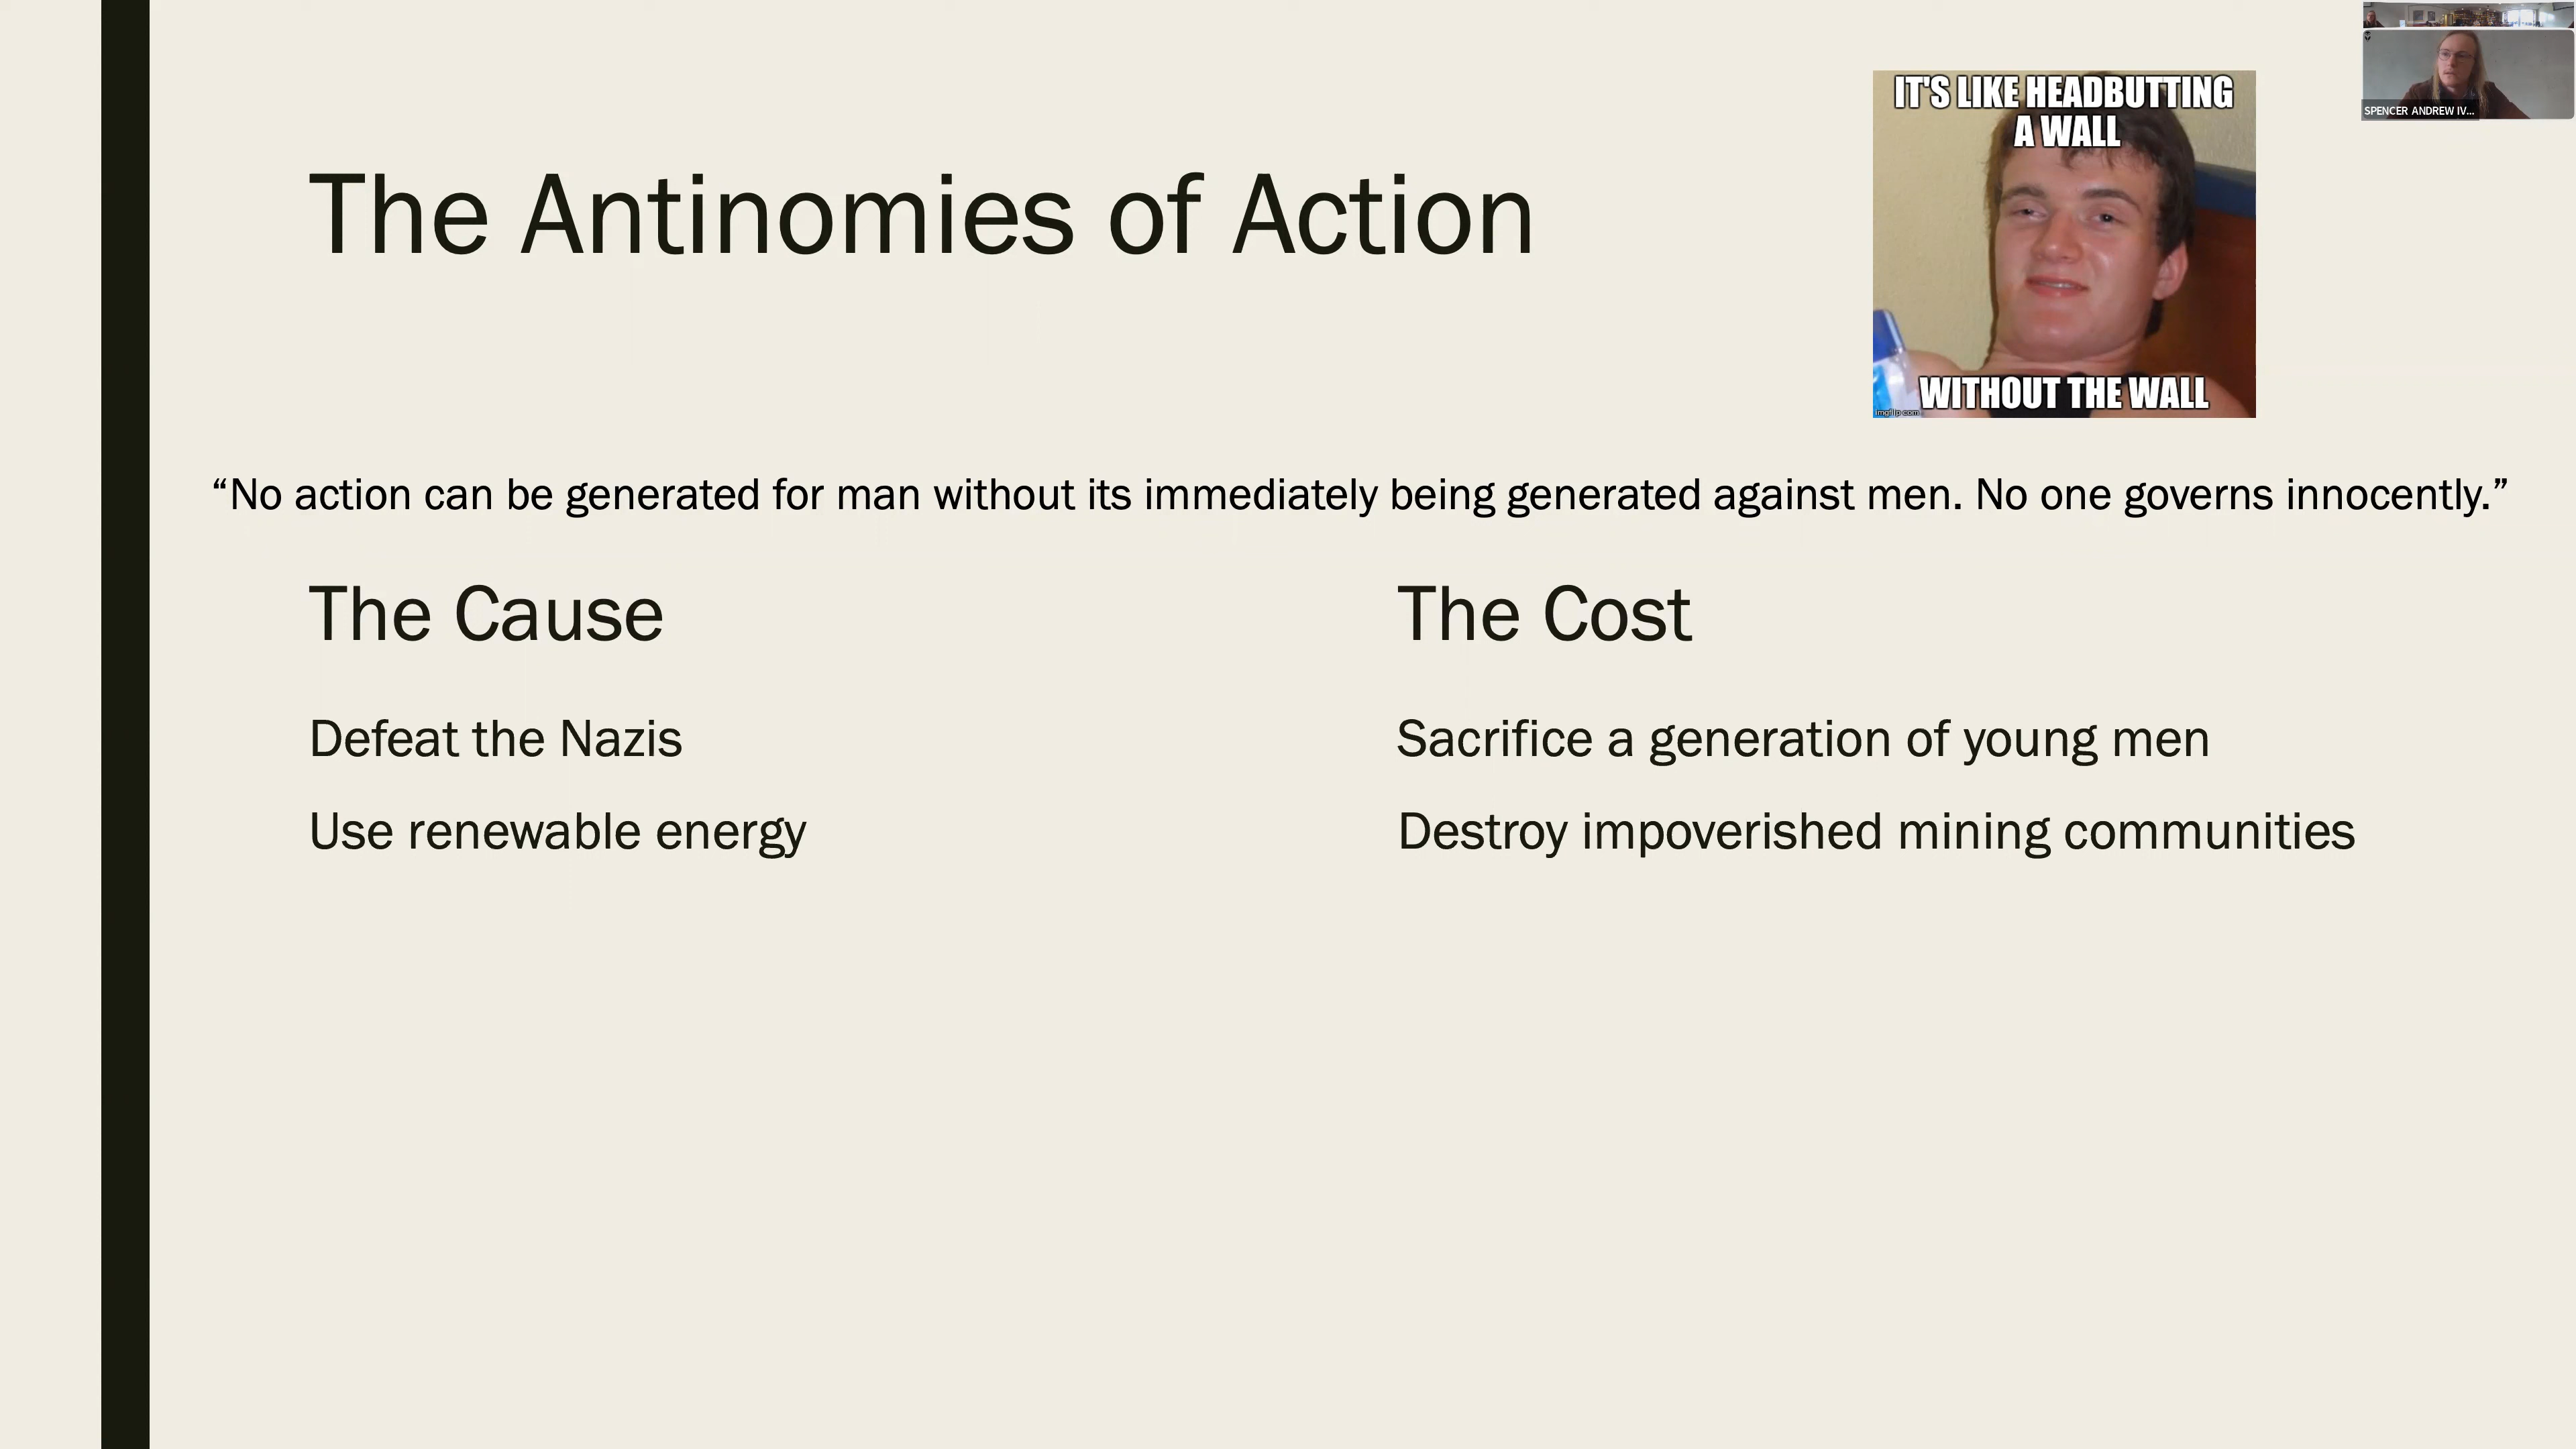 SPENCER ANDREW IV...
IT'S LIKE HEADBUTTING
A WALL
The Antinomies of Action
WITHOUT THE WALL
imgflip.com
“No action can be generated for man without its immediately being generated against men. No one governs innocently.”
The Cause
The Cost
Defeat the Nazis
Sacrifice a generation of young men
Use renewable energy
Destroy impoverished mining communities